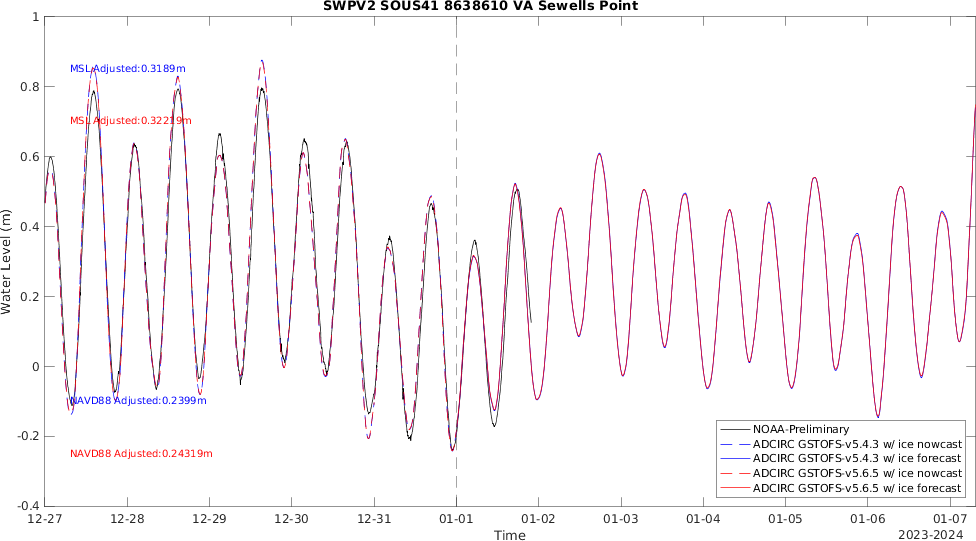 SWPV2 SOUS41 8638610 VA Sewells Point
1
0.8
0.6
0.4
0.2
0
-0.2
-0.4
Water Level (m)
MSL Adjusted:0.3189m
MSL Adjusted:0.32219m
NAVD88 Adjusted:0.2399m
NAVD88 Adjusted:0.24319m
NOAA-Preliminary
ADCIRC GSTOFS-v5.4.3 w/ ice nowcast
ADCIRC GSTOFS-v5.4.3 w/ ice forecast
ADCIRC GSTOFS-v5.6.5 w/ ice nowcast
ADCIRC GSTOFS-v5.6.5 w/ ice forecast
12-27 12-28 12-29 12-30 12-31 01-01 01-02 01-03 01-04 01-05 01-06 01-07
Time
2023-2024